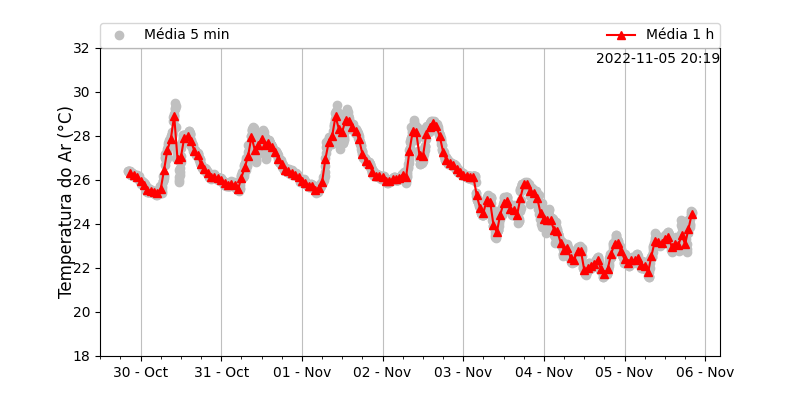 Média 5 min
Média 1 h
2022-11-05 20:19
Temperatura do Ar (°C)
32
30
28
26
24
22
20
18
30 - Oct
31 - Oct
01 - Nov
02 - Nov
03 - Nov
04 - Nov
05 - Nov
06 - Nov